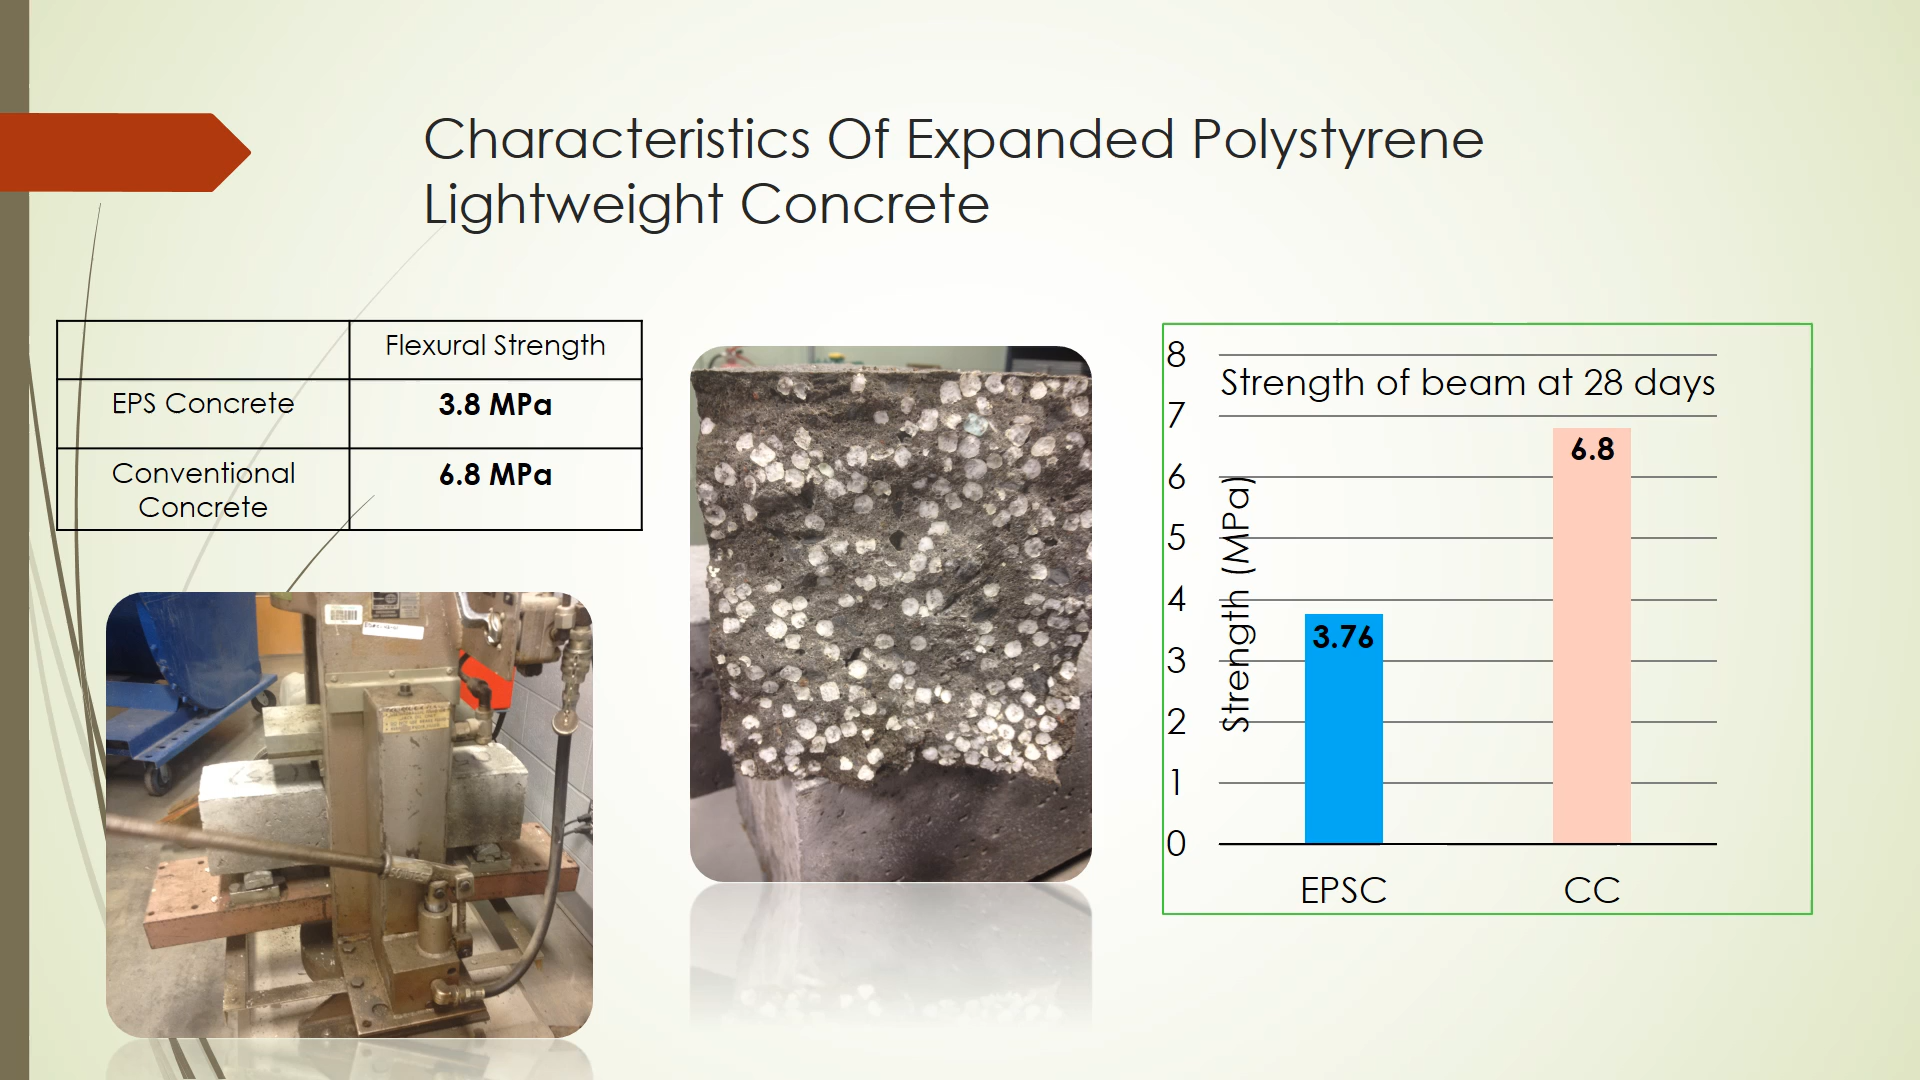 Characteristics Of Expanded Polystyrene
Lightweight Concrete
Flexural Strength
EPS Concrete
3.8 MPa
Conventional
Concrete
6.8 MPa
Strength of beam at 28 days
Strength (MPa)
8
7
6
5
4
3
2
1
0
3.76
6.8
EPSC
CC